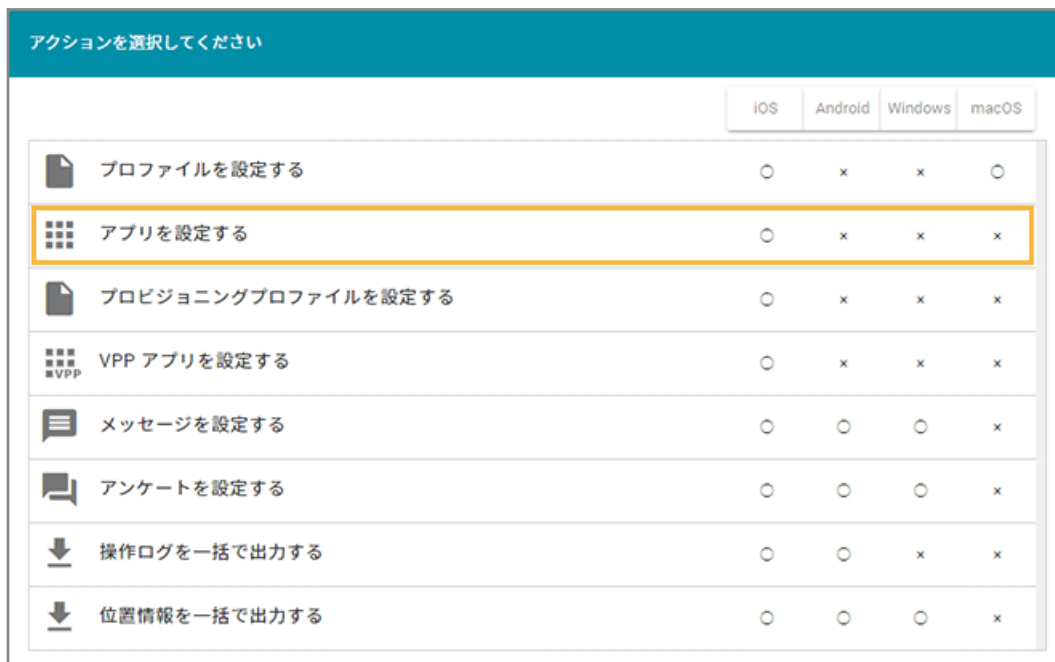 アクションを選択してください
iOS Android Windows macOS
プロファイルを設定する ○ × × ○
アプリを設定する ○ × × ×
プロビジョニングプロファイルを設定する ○ × × ×
VPP VPP アプリを設定する ○ × × ×
メッセージを設定する ○ ○ ○ ×
アンケートを設定する ○ ○ ○ ×
操作ログを一括で出力する ○ ○ × ×
位置情報を一括で出力する ○ ○ ○ ×